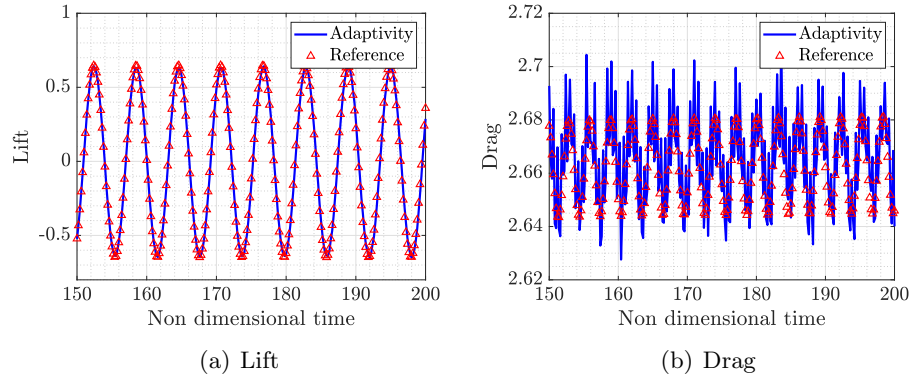 1
0.5
0
-0.5
150
160
170
180
190
200
Lift
Non dimensional time
Adaptivity
Reference
(a) Lift
2.72
2.7
2.68
2.66
2.64
2.62
150
160
170
180
190
200
Drag
Non dimensional time
Adaptivity
Reference
(b) Drag